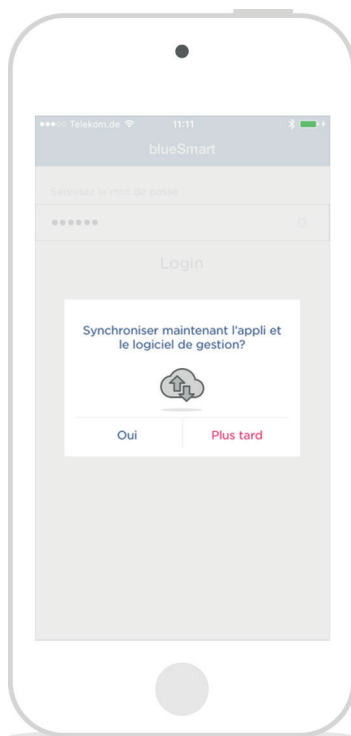 Telekom.de 11:11
blueSmart
Saisissez le mot de passe
Login
Synchroniser maintenant l'appli et
le logiciel de gestion?
Oui Plus tard